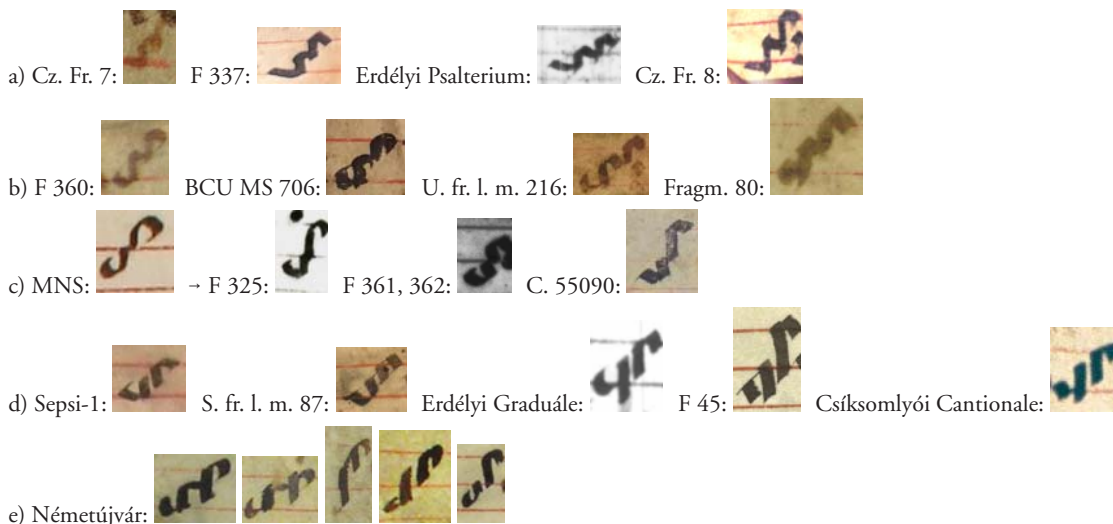 a) Cz. Fr. 7: F 337: Erdélyi Psalterium: Cz. Fr. 8:
b) F 360: BCU MS 706: U. fr. l. m. 216: Fragm. 80:
c) MNS: → F 325: F 361, 362: C. 55090:
d) Sepsi-1: S. fr. l. m. 87: Erdélyi Graduále: F 45: Csíksomlyói Cantionale:
e) Németújvár: